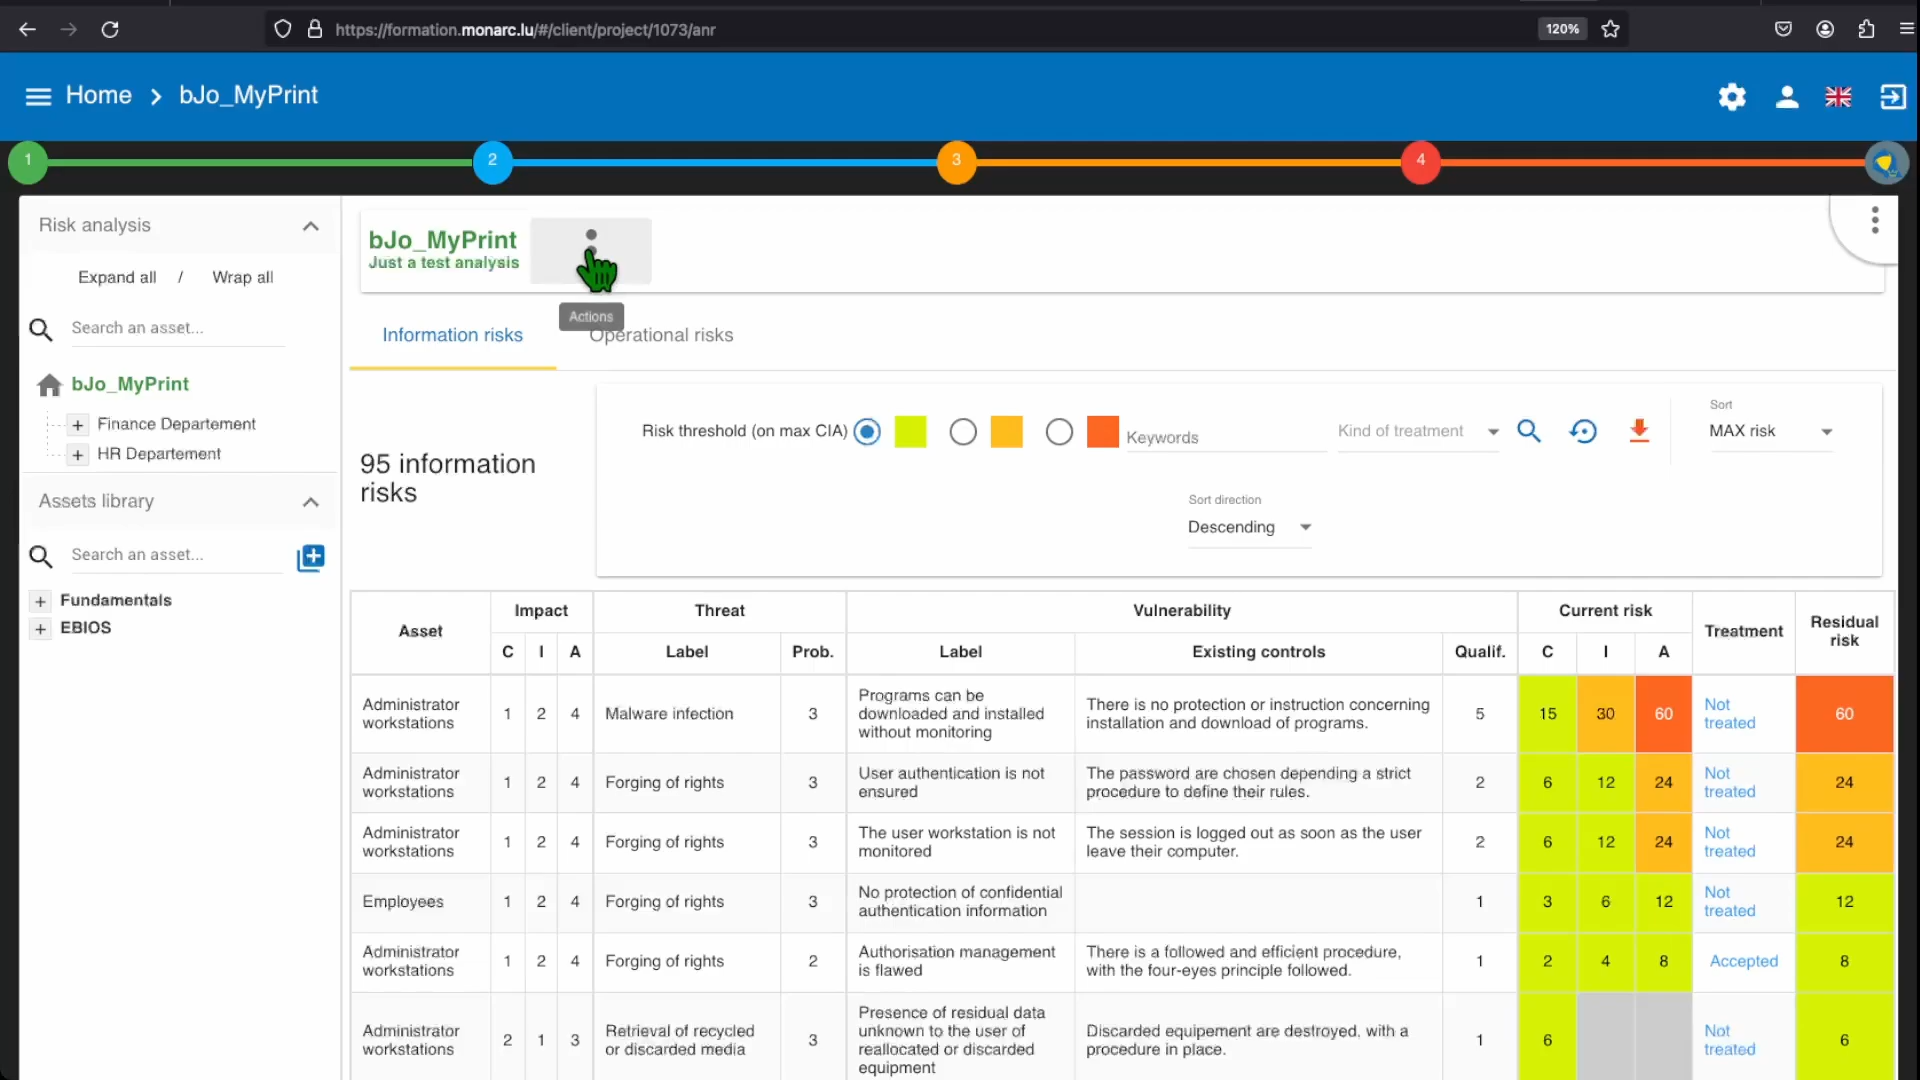 https://formation.monarc.lu/#/client/project/1073/anr
120%
Home > bJo_MyPrint
1
2
3
4
Risk analysis
Expand all / Wrap all
Search an asset...
bJo_MyPrint
+ Finance Departement
+ HR Departement
Assets library
Search an asset...
+ Fundamentals
+ EBIOS
bJo_MyPrint
Just a test analysis
Actions
Information risks
Operational risks
95 information
risks
Risk threshold (on max CIA)
Keywords
Kind of treatment
Sort
MAX risk
Sort direction
Descending
Asset
Impact
Threat
Vulnerability
Current risk
Treatment
Residual
risk
C I A Label Prob. Label Existing controls Qualif. C I A
Administrator
workstations
1 2 4 Malware infection 3
Programs can be
downloaded and installed
without monitoring
There is no protection or instruction concerning
installation and download of programs.
5 15 30 60
Not
treated
60
Administrator
workstations
1 2 4 Forging of rights 3
User authentication is not
ensured
The password are chosen depending a strict
procedure to define their rules.
2 6 12 24
Not
treated
24
Administrator
workstations
1 2 4 Forging of rights 3
The user workstation is not
monitored
The session is logged out as soon as the user
leave their computer.
2 6 12 24
Not
treated
24
Employees
1 2 4 Forging of rights 3
No protection of confidential
authentication information
1 3 6 12
Not
treated
12
Administrator
workstations
1 2 4 Forging of rights 2
Authorisation management
is flawed
There is a followed and efficient procedure,
with the four-eyes principle followed.
1 2 4 8
Accepted
8
Administrator
workstations
2 1 3
Retrieval of recycled
or discarded media
3
Presence of residual data
unknown to the user of
reallocated or discarded
equipment
Discarded equipement are destroyed, with a
procedure in place.
1 6
Not
treated
6